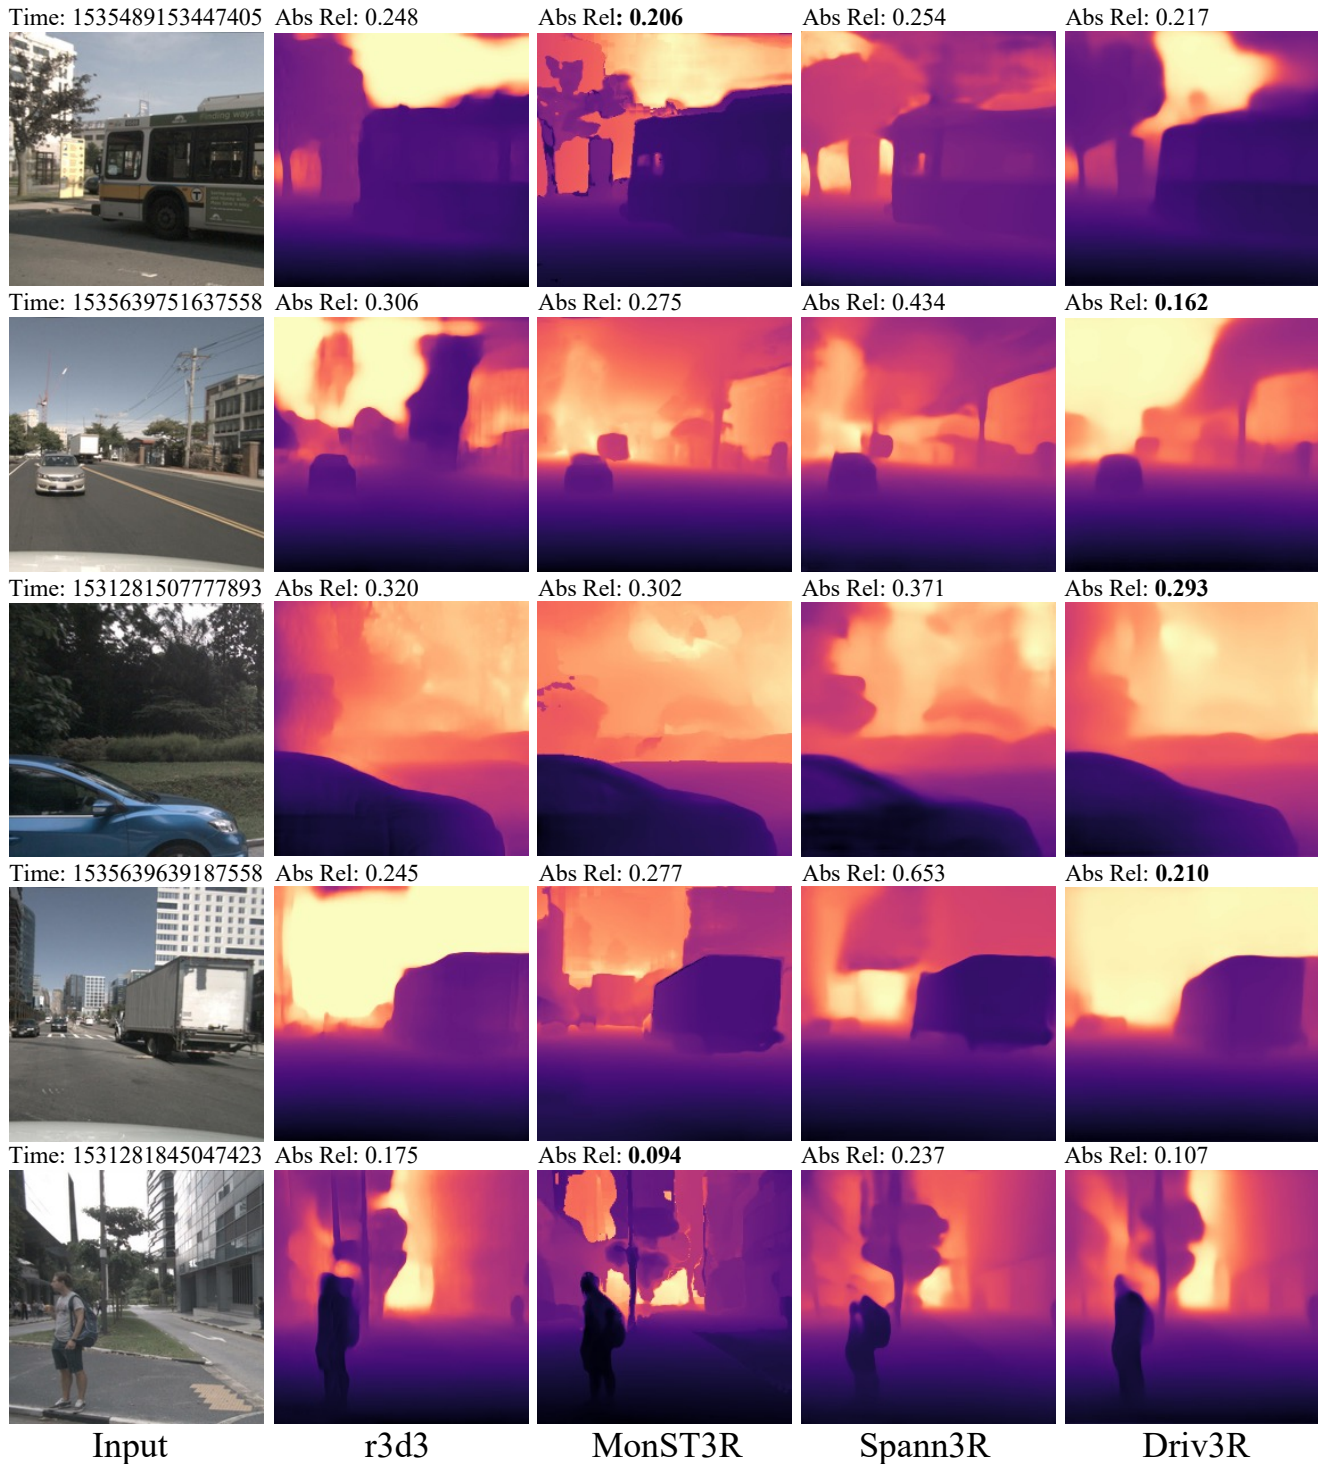 Time: 1535489153447405 Abs Rel: 0.248 Abs Rel: 0.206 Abs Rel: 0.254 Abs Rel: 0.217
Finding ways to
T
Time: 1535639751637558 Abs Rel: 0.306 Abs Rel: 0.275 Abs Rel: 0.434 Abs Rel: 0.162
Time: 1531281507777893 Abs Rel: 0.320 Abs Rel: 0.302 Abs Rel: 0.371 Abs Rel: 0.293
Time: 1535639639187558 Abs Rel: 0.245 Abs Rel: 0.277 Abs Rel: 0.653 Abs Rel: 0.210
Time: 1531281845047423 Abs Rel: 0.175 Abs Rel: 0.094 Abs Rel: 0.237 Abs Rel: 0.107
Input r3d3 MonST3R Spann3R Driv3R